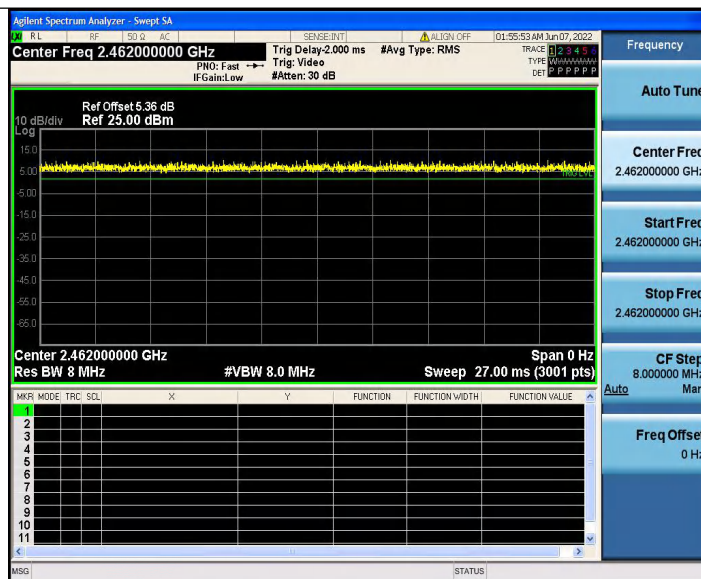 Agilent Spectrum Analyzer - Swept SA
RL RF 50 Ω AC SENSE:INT ALIGN OFF 01:55:53 AM Jun 07, 2022
Center Freq 2.462000000 GHz
PNO: Fast
IFGain:Low
Trig Delay-2.000 ms
Trig: Video
#Atten: 30 dB
#Avg Type: RMS
TRACE 1 2 3 4 5 6
TYPE
DET P P P P P P
Ref Offset 5.36 dB
10 dB/div Ref 25.00 dBm
Log
15.0
5.00
TRIG LVL
-5.00
-15.0
-25.0
-35.0
-45.0
-55.0
-65.0
Center 2.462000000 GHz Span 0 Hz
Res BW 8 MHz #VBW 8.0 MHz Sweep 27.00 ms (3001 pts)
MKR MODE TRC SCL X Y FUNCTION FUNCTION WIDTH FUNCTION VALUE
1
2
3
4
5
6
7
8
9
10
11
MSG STATUS
Frequency
Auto Tune
Center Freq
2.462000000 GHz
Start Freq
2.462000000 GHz
Stop Freq
2.462000000 GHz
CF Step
8.000000 MHz
Auto Man
Freq Offset
0 Hz